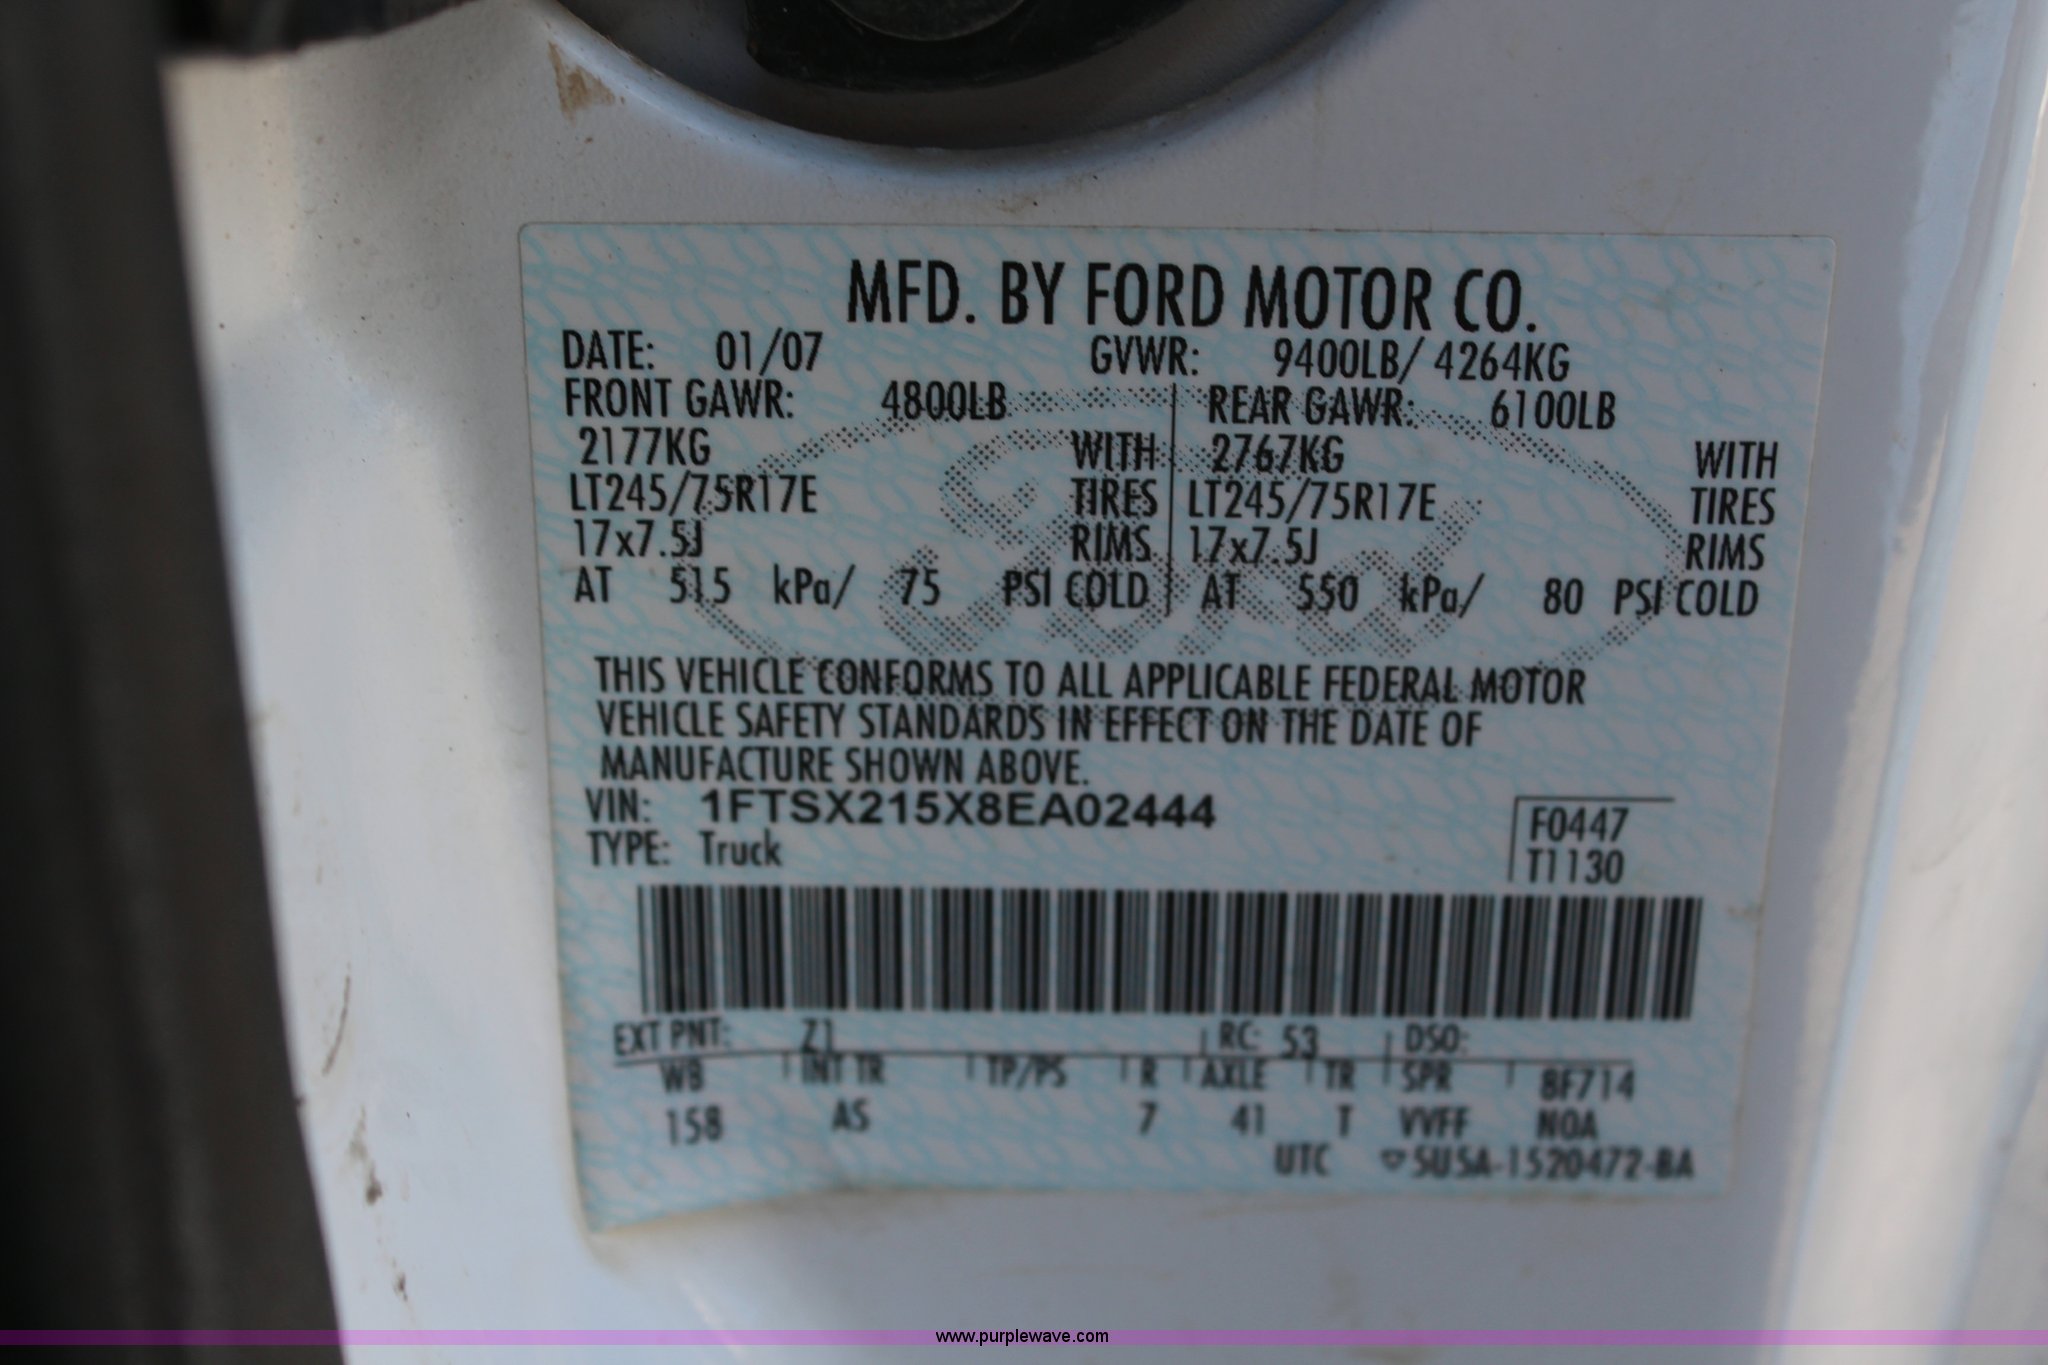 MFD. BY FORD MOTOR CO.
DATE: 01/07 GVWR: 9400LB/ 4264KG
FRONT GAWR: 4800LB REAR GAWR: 6100LB
2177KG WITH 2767KG WITH
LT245/75R17E TIRES LT245/75R17E TIRES
17x7.5J RIMS 17x7.5J RIMS
AT 515 kPa/ 75 PSI COLD AT 550 kPa/ 80 PSI COLD
Ford
THIS VEHICLE CONFORMS TO ALL APPLICABLE FEDERAL MOTOR
VEHICLE SAFETY STANDARDS IN EFFECT ON THE DATE OF
MANUFACTURE SHOWN ABOVE.
VIN: 1FTSX215X8EA02444 F0447
TYPE: Truck T1130
EXT PNT: Z1 RC: 53 DSO:
WB INT TR TP/PS R AXLE TR SPR 8F714
158 AS 7 41 T VVFF NOA
UTC 5U5A-1520472-BA
www.purplewave.com